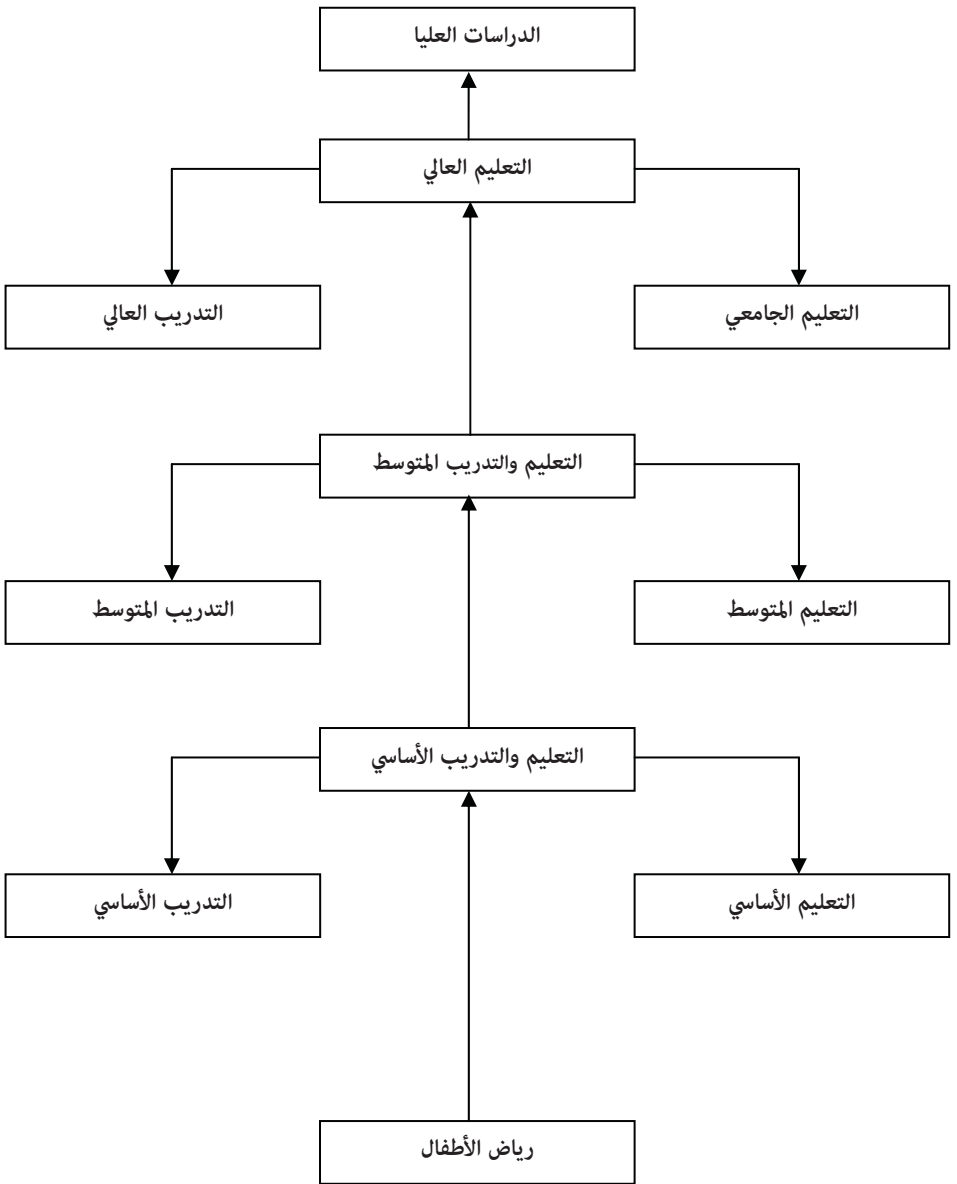 الدراسات العليا
التعليم العالي
التعليم الجامعي
التدريب العالي
التعليم والتدريب المتوسط
التعليم المتوسط
التدريب المتوسط
التعليم والتدريب الأساسي
التعليم الأساسي
التدريب الأساسي
رياض الأطفال